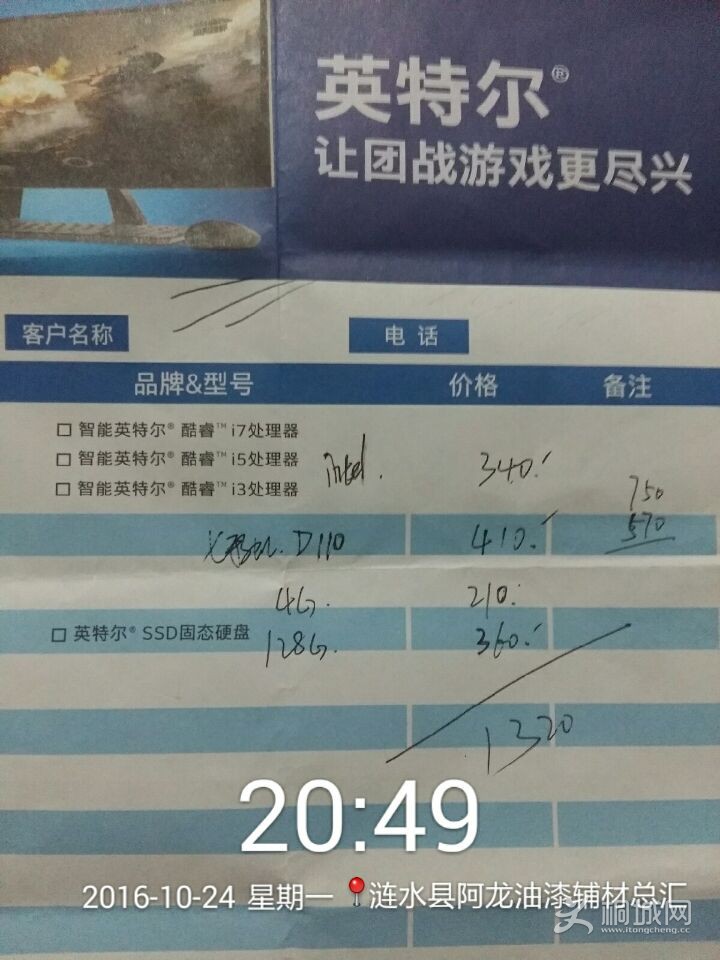 英特尔®
让团战游戏更尽兴
客户名称 电话
品牌&型号 价格 备注
□ 智能英特尔® 酷睿™ i7处理器
□ 智能英特尔® 酷睿™ i5处理器 intel. 340.
□ 智能英特尔® 酷睿™ i3处理器
750
D110 410. 570
4G. 210.
□ 英特尔® SSD固态硬盘 128G. 360.
1320
20:49
2016-10-24 星期一 涟水县阿龙油漆辅材总汇
桐城网
www.itongcheng.cc